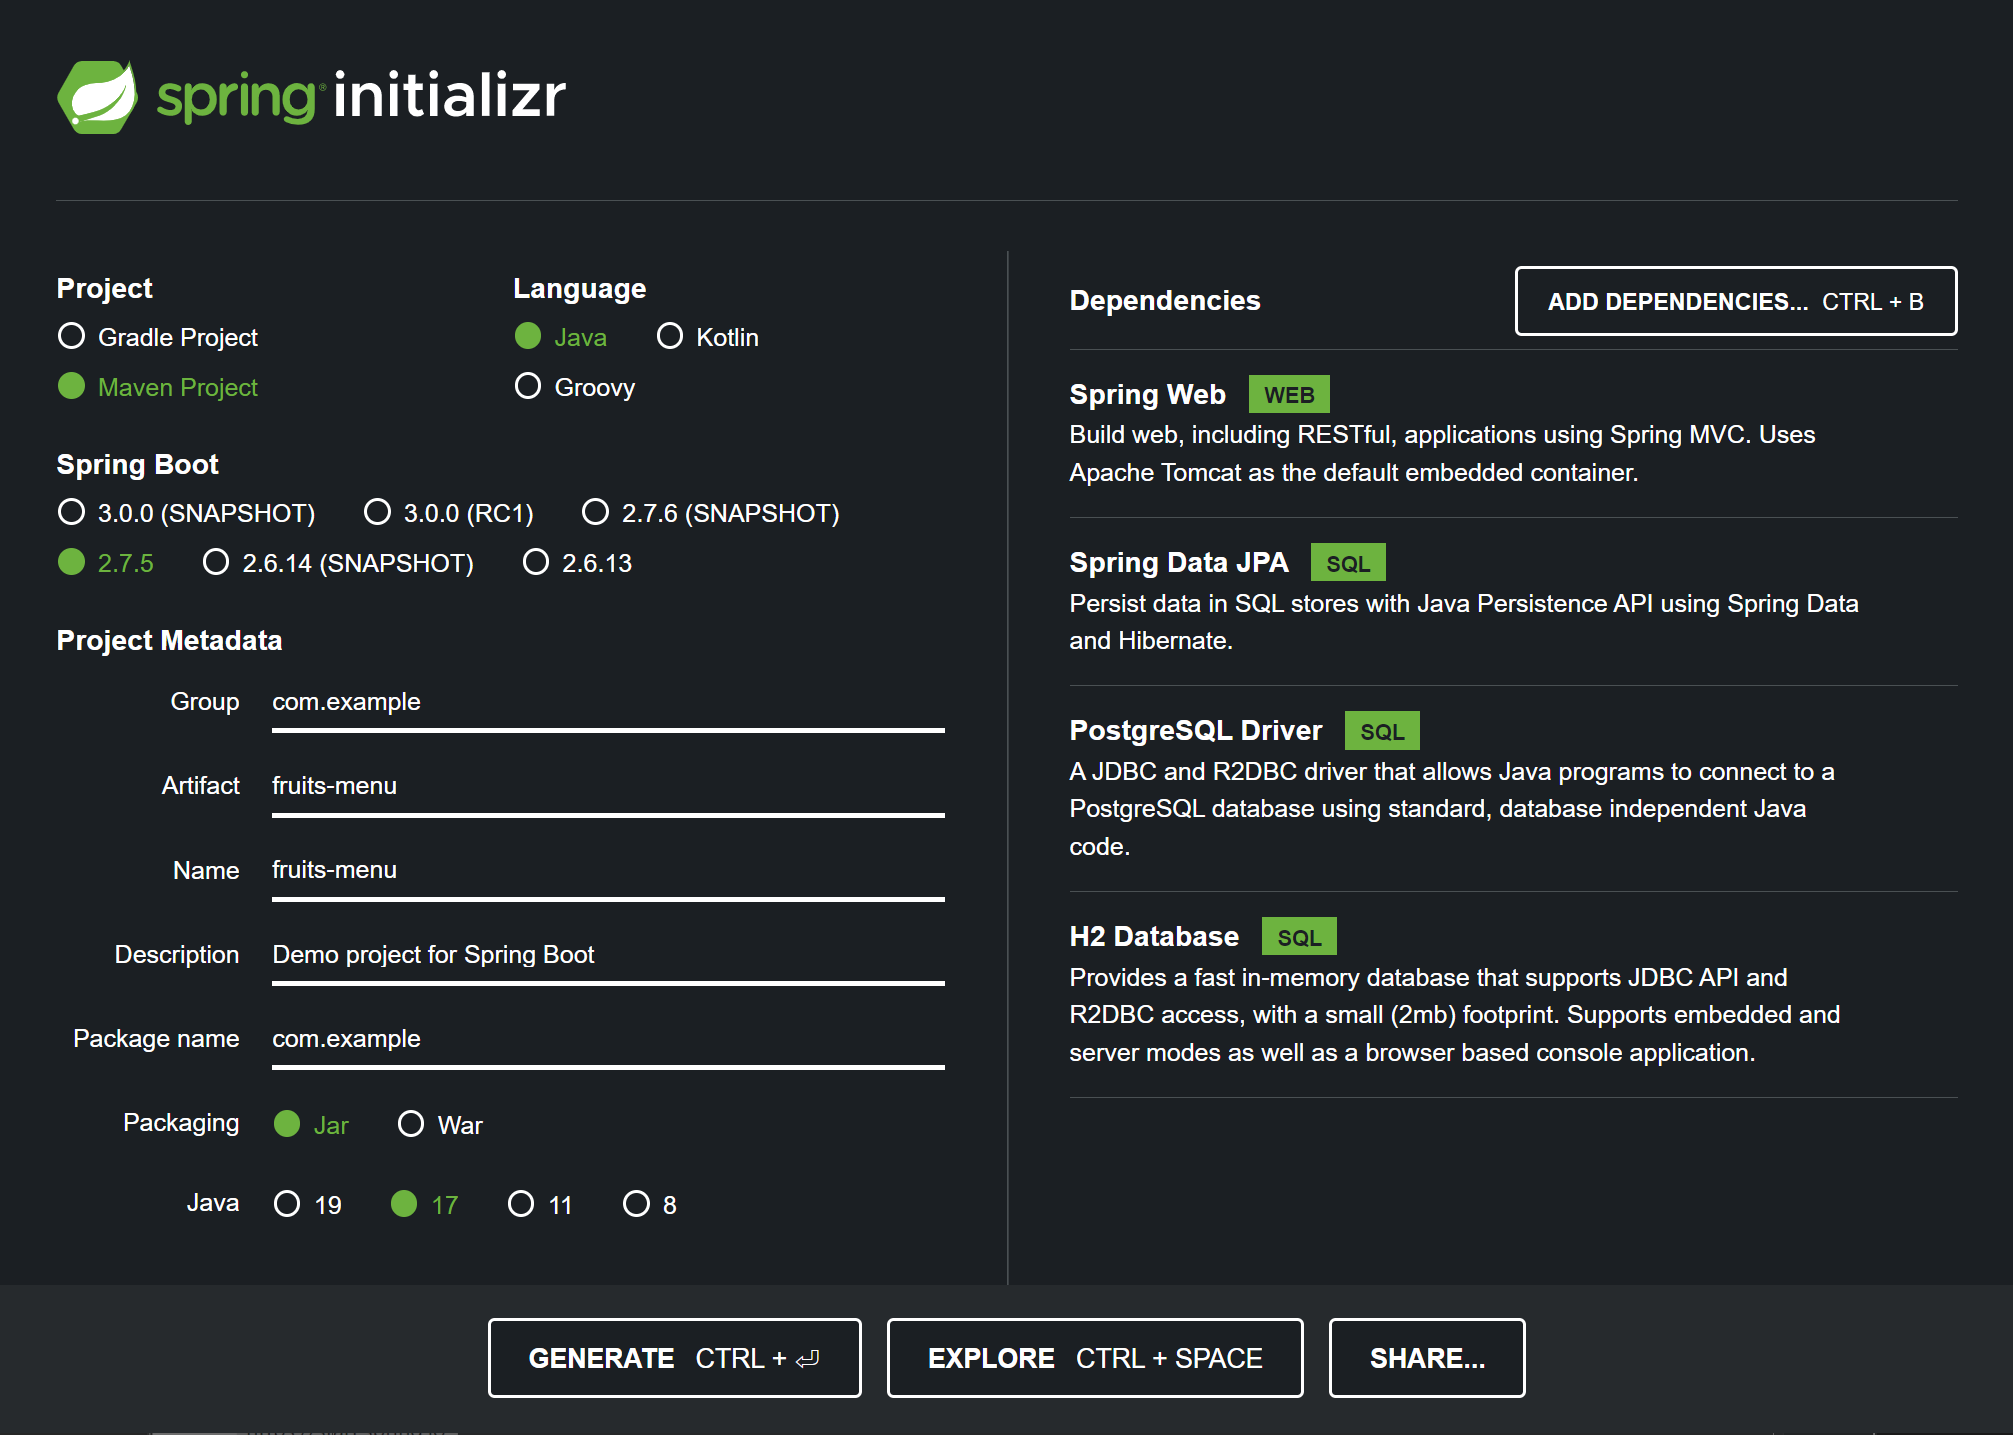 spring® initializr
Project
Gradle Project
Maven Project
Language
Java Kotlin
Groovy
Spring Boot
3.0.0 (SNAPSHOT) 3.0.0 (RC1) 2.7.6 (SNAPSHOT)
2.7.5 2.6.14 (SNAPSHOT) 2.6.13
Project Metadata
Group com.example
Artifact fruits-menu
Name fruits-menu
Description Demo project for Spring Boot
Package name com.example
Packaging Jar War
Java 19 17 11 8
Dependencies
ADD DEPENDENCIES... CTRL + B
Spring Web WEB
Build web, including RESTful, applications using Spring MVC. Uses
Apache Tomcat as the default embedded container.
Spring Data JPA SQL
Persist data in SQL stores with Java Persistence API using Spring Data
and Hibernate.
PostgreSQL Driver SQL
A JDBC and R2DBC driver that allows Java programs to connect to a
PostgreSQL database using standard, database independent Java
code.
H2 Database SQL
Provides a fast in-memory database that supports JDBC API and
R2DBC access, with a small (2mb) footprint. Supports embedded and
server modes as well as a browser based console application.
GENERATE CTRL + ⏎
EXPLORE CTRL + SPACE
SHARE...